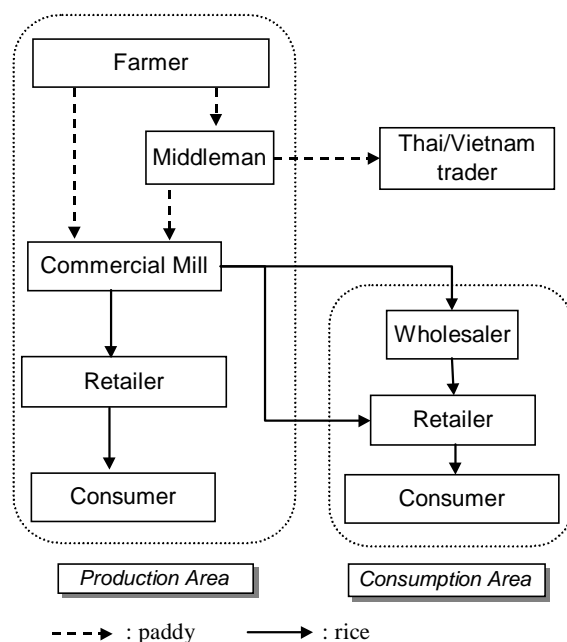 Farmer
Middleman
Thai/Vietnam
trader
Commercial Mill
Wholesaler
Retailer
Retailer
Consumer
Consumer
Production Area
Consumption Area
: paddy
: rice